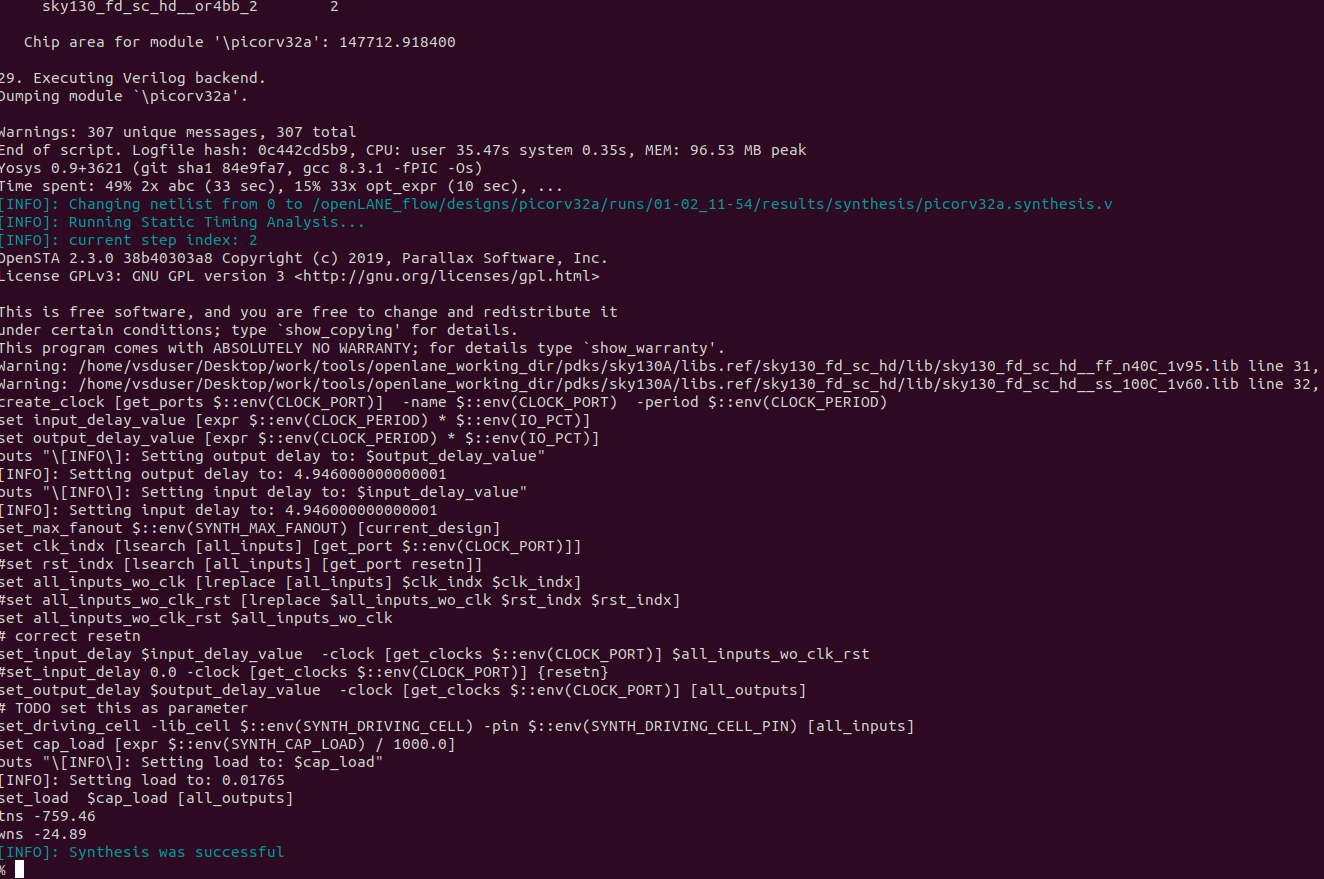 sky130_fd_sc_hd__or4bb_2 2
Chip area for module '\picorv32a': 147712.918400
29. Executing Verilog backend.
Dumping module `\picorv32a'.
Warnings: 307 unique messages, 307 total
End of script. Logfile hash: 0c442cd5b9, CPU: user 35.47s system 0.35s, MEM: 96.53 MB peak
Yosys 0.9+3621 (git sha1 84e9fa7, gcc 8.3.1 -fPIC -Os)
Time spent: 49% 2x abc (33 sec), 15% 33x opt_expr (10 sec), ...
[INFO]: Changing netlist from 0 to /openLANE_flow/designs/picorv32a/runs/01-02_11-54/results/synthesis/picorv32a.synthesis.v
[INFO]: Running Static Timing Analysis...
[INFO]: current step index: 2
OpenSTA 2.3.0 38b40303a8 Copyright (c) 2019, Parallax Software, Inc.
License GPLv3: GNU GPL version 3 <http://gnu.org/licenses/gpl.html>
This is free software, and you are free to change and redistribute it
under certain conditions; type `show_copying' for details.
This program comes with ABSOLUTELY NO WARRANTY; for details type `show_warranty'.
Warning: /home/vsduser/Desktop/work/tools/openlane_working_dir/pdks/sky130A/libs.ref/sky130_fd_sc_hd/lib/sky130_fd_sc_hd__ff_n40C_1v95.lib line 31,
Warning: /home/vsduser/Desktop/work/tools/openlane_working_dir/pdks/sky130A/libs.ref/sky130_fd_sc_hd/lib/sky130_fd_sc_hd__ss_100C_1v60.lib line 32,
create_clock [get_ports $::env(CLOCK_PORT)]  -name $::env(CLOCK_PORT)  -period $::env(CLOCK_PERIOD)
set input_delay_value [expr $::env(CLOCK_PERIOD) * $::env(IO_PCT)]
set output_delay_value [expr $::env(CLOCK_PERIOD) * $::env(IO_PCT)]
puts "\[INFO\]: Setting output delay to: $output_delay_value"
[INFO]: Setting output delay to: 4.946000000000001
puts "\[INFO\]: Setting input delay to: $input_delay_value"
[INFO]: Setting input delay to: 4.946000000000001
set_max_fanout $::env(SYNTH_MAX_FANOUT) [current_design]
set clk_indx [lsearch [all_inputs] [get_port $::env(CLOCK_PORT)]]
#set rst_indx [lsearch [all_inputs] [get_port resetn]]
set all_inputs_wo_clk [lreplace [all_inputs] $clk_indx $clk_indx]
#set all_inputs_wo_clk_rst [lreplace $all_inputs_wo_clk $rst_indx $rst_indx]
set all_inputs_wo_clk_rst $all_inputs_wo_clk
# correct resetn
set_input_delay $input_delay_value  -clock [get_clocks $::env(CLOCK_PORT)] $all_inputs_wo_clk_rst
#set_input_delay 0.0 -clock [get_clocks $::env(CLOCK_PORT)] {resetn}
set_output_delay $output_delay_value  -clock [get_clocks $::env(CLOCK_PORT)] [all_outputs]
# TODO set this as parameter
set_driving_cell -lib_cell $::env(SYNTH_DRIVING_CELL) -pin $::env(SYNTH_DRIVING_CELL_PIN) [all_inputs]
set cap_load [expr $::env(SYNTH_CAP_LOAD) / 1000.0]
puts "\[INFO\]: Setting load to: $cap_load"
[INFO]: Setting load to: 0.01765
set_load  $cap_load [all_outputs]
tns -759.46
wns -24.89
[INFO]: Synthesis was successful
%